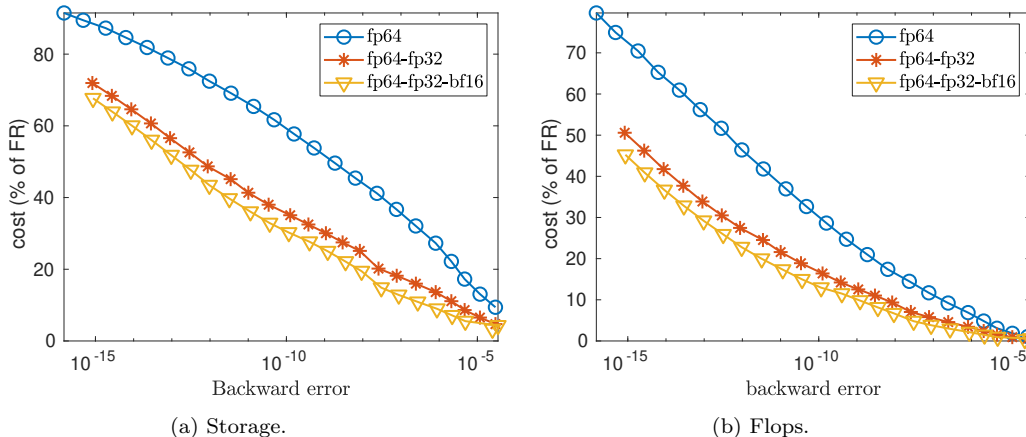 fp64
fp64-fp32
fp64-fp32-bf16
cost (% of FR)
80
60
40
20
0
10^-15
10^-10
10^-5
Backward error
(a) Storage.
fp64
fp64-fp32
fp64-fp32-bf16
cost (% of FR)
70
60
50
40
30
20
10
0
10^-15
10^-10
10^-5
backward error
(b) Flops.